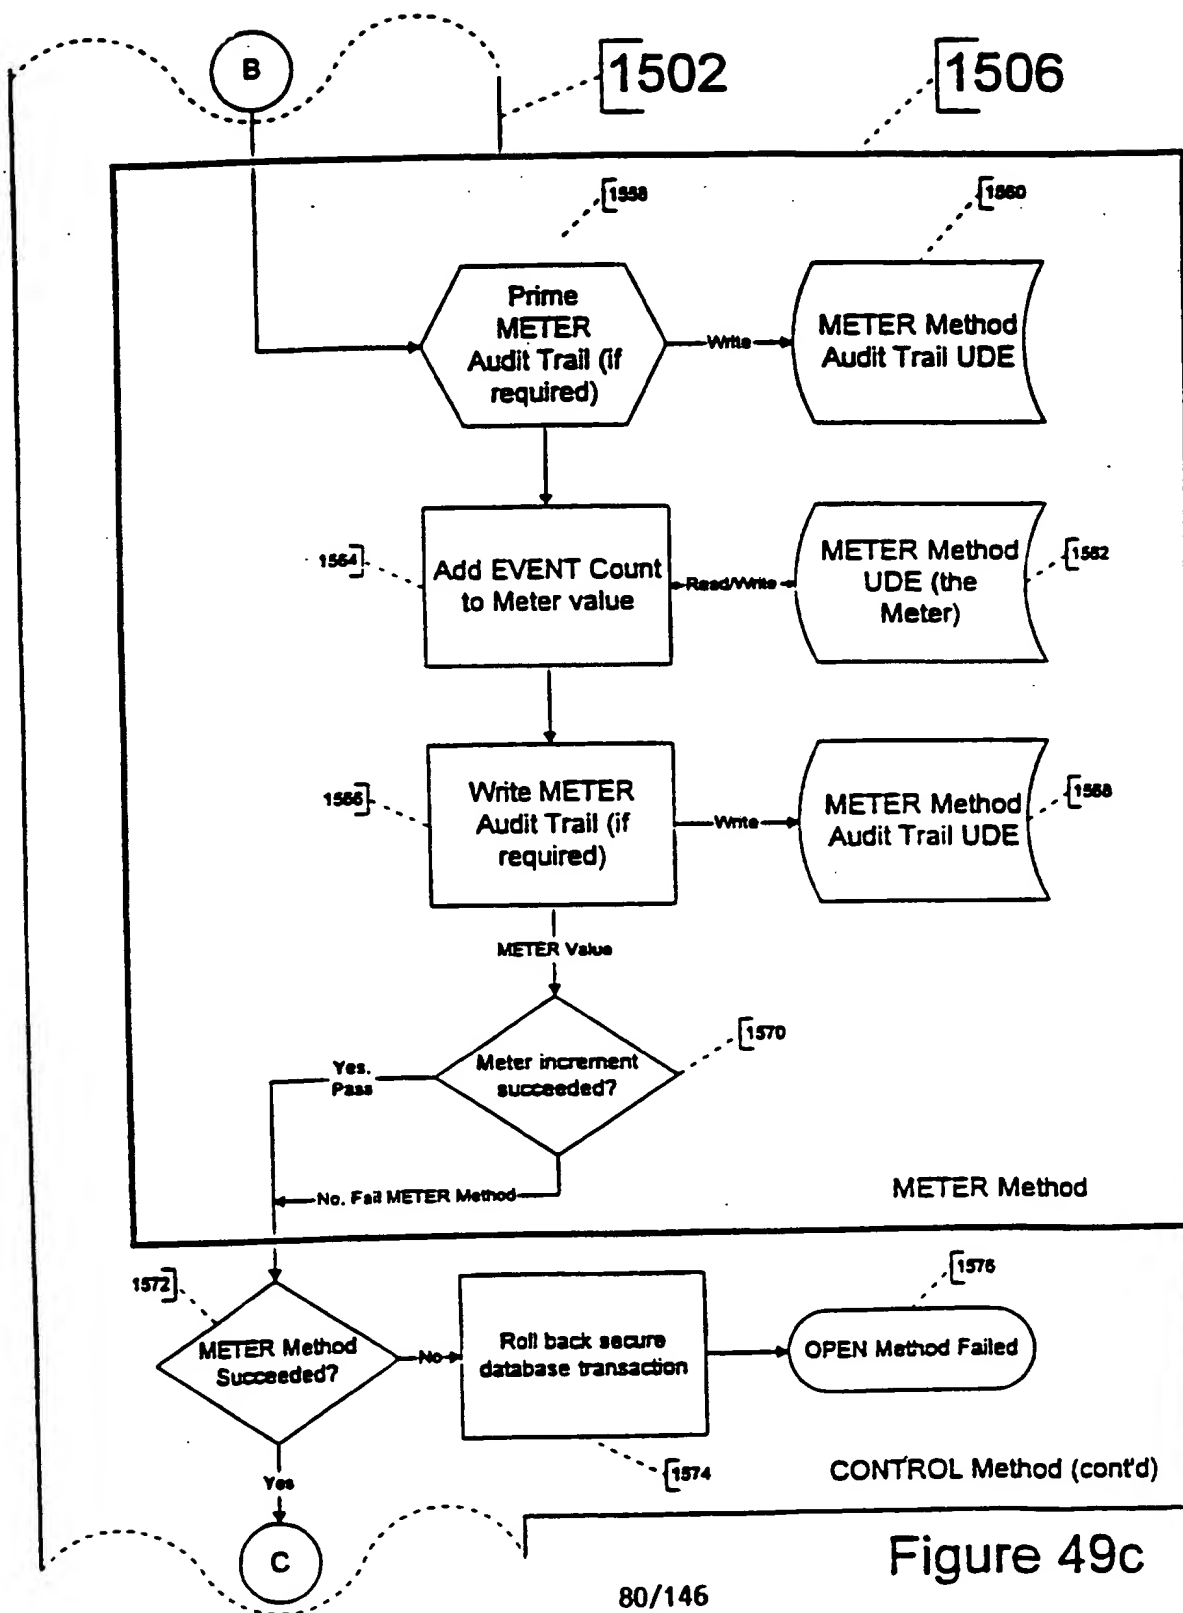 B
1502
1506
1558
1560
Prime
METER
Audit Trail (if
required)
Write
METER Method
Audit Trail UDE
1564
Add EVENT Count
to Meter value
Read/Write
METER Method
UDE (the
Meter)
1562
1566
Write METER
Audit Trail (if
required)
Write
METER Method
Audit Trail UDE
1568
METER Value
1570
Meter increment
succeeded?
Yes.
Pass
No. Fail METER Method
METER Method
1572
METER Method
Succeeded?
No
Roll back secure
database transaction
1576
OPEN Method Failed
1574
Yes
CONTROL Method (cont'd)
C
Figure 49c
80/146